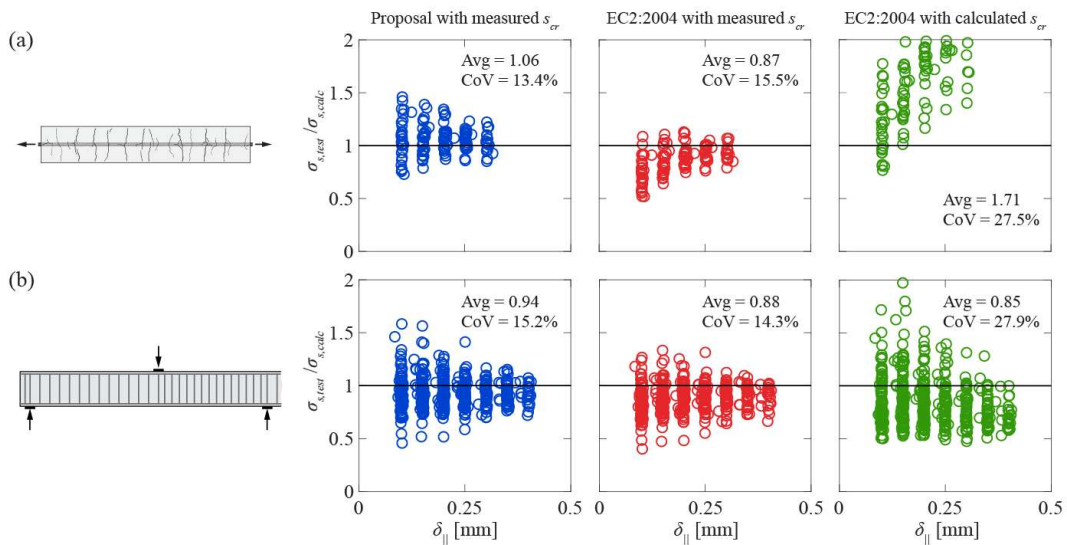 Proposal with measured s_cr
EC2:2004 with measured s_cr
EC2:2004 with calculated s_cr
(a)
σ_s,test /σ_s,calc
2
1.5
1
0.5
0
Avg = 1.06
CoV = 13.4%
Avg = 0.87
CoV = 15.5%
Avg = 1.71
CoV = 27.5%
(b)
σ_s,test /σ_s,calc
2
1.5
1
0.5
0
Avg = 0.94
CoV = 15.2%
Avg = 0.88
CoV = 14.3%
Avg = 0.85
CoV = 27.9%
0 0.25 0.5
0 0.25 0.5
0 0.25 0.5
δ_|| [mm]
δ_|| [mm]
δ_|| [mm]